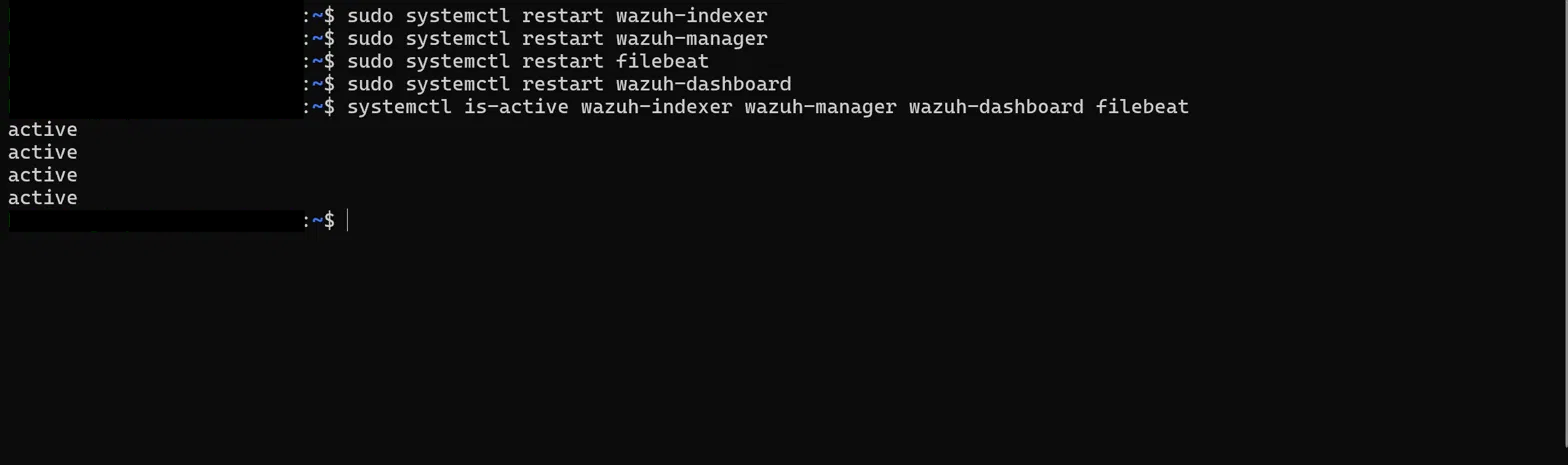 :~$ sudo systemctl restart wazuh-indexer
:~$ sudo systemctl restart wazuh-manager
:~$ sudo systemctl restart filebeat
:~$ sudo systemctl restart wazuh-dashboard
:~$ systemctl is-active wazuh-indexer wazuh-manager wazuh-dashboard filebeat
active
active
active
active
:~$